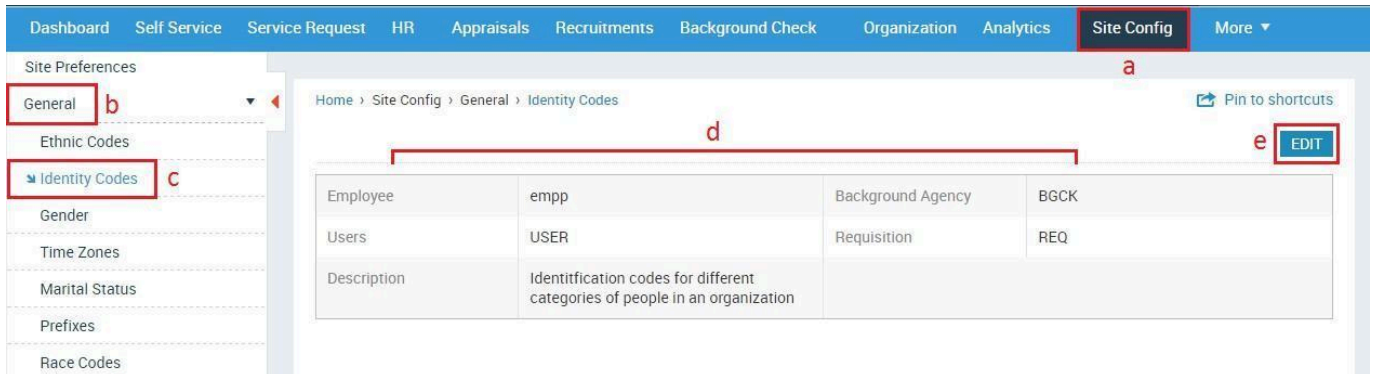 Dashboard Self Service Service Request HR Appraisals Recruitments Background Check Organization Analytics Site Config More
a
Site Preferences
General b
Ethnic Codes
Identity Codes c
Gender
Time Zones
Marital Status
Prefixes
Race Codes
Home › Site Config › General › Identity Codes
Pin to shortcuts
d
e EDIT
Employee empp Background Agency BGCK
Users USER Requisition REQ
Description Identitfication codes for different
categories of people in an organization